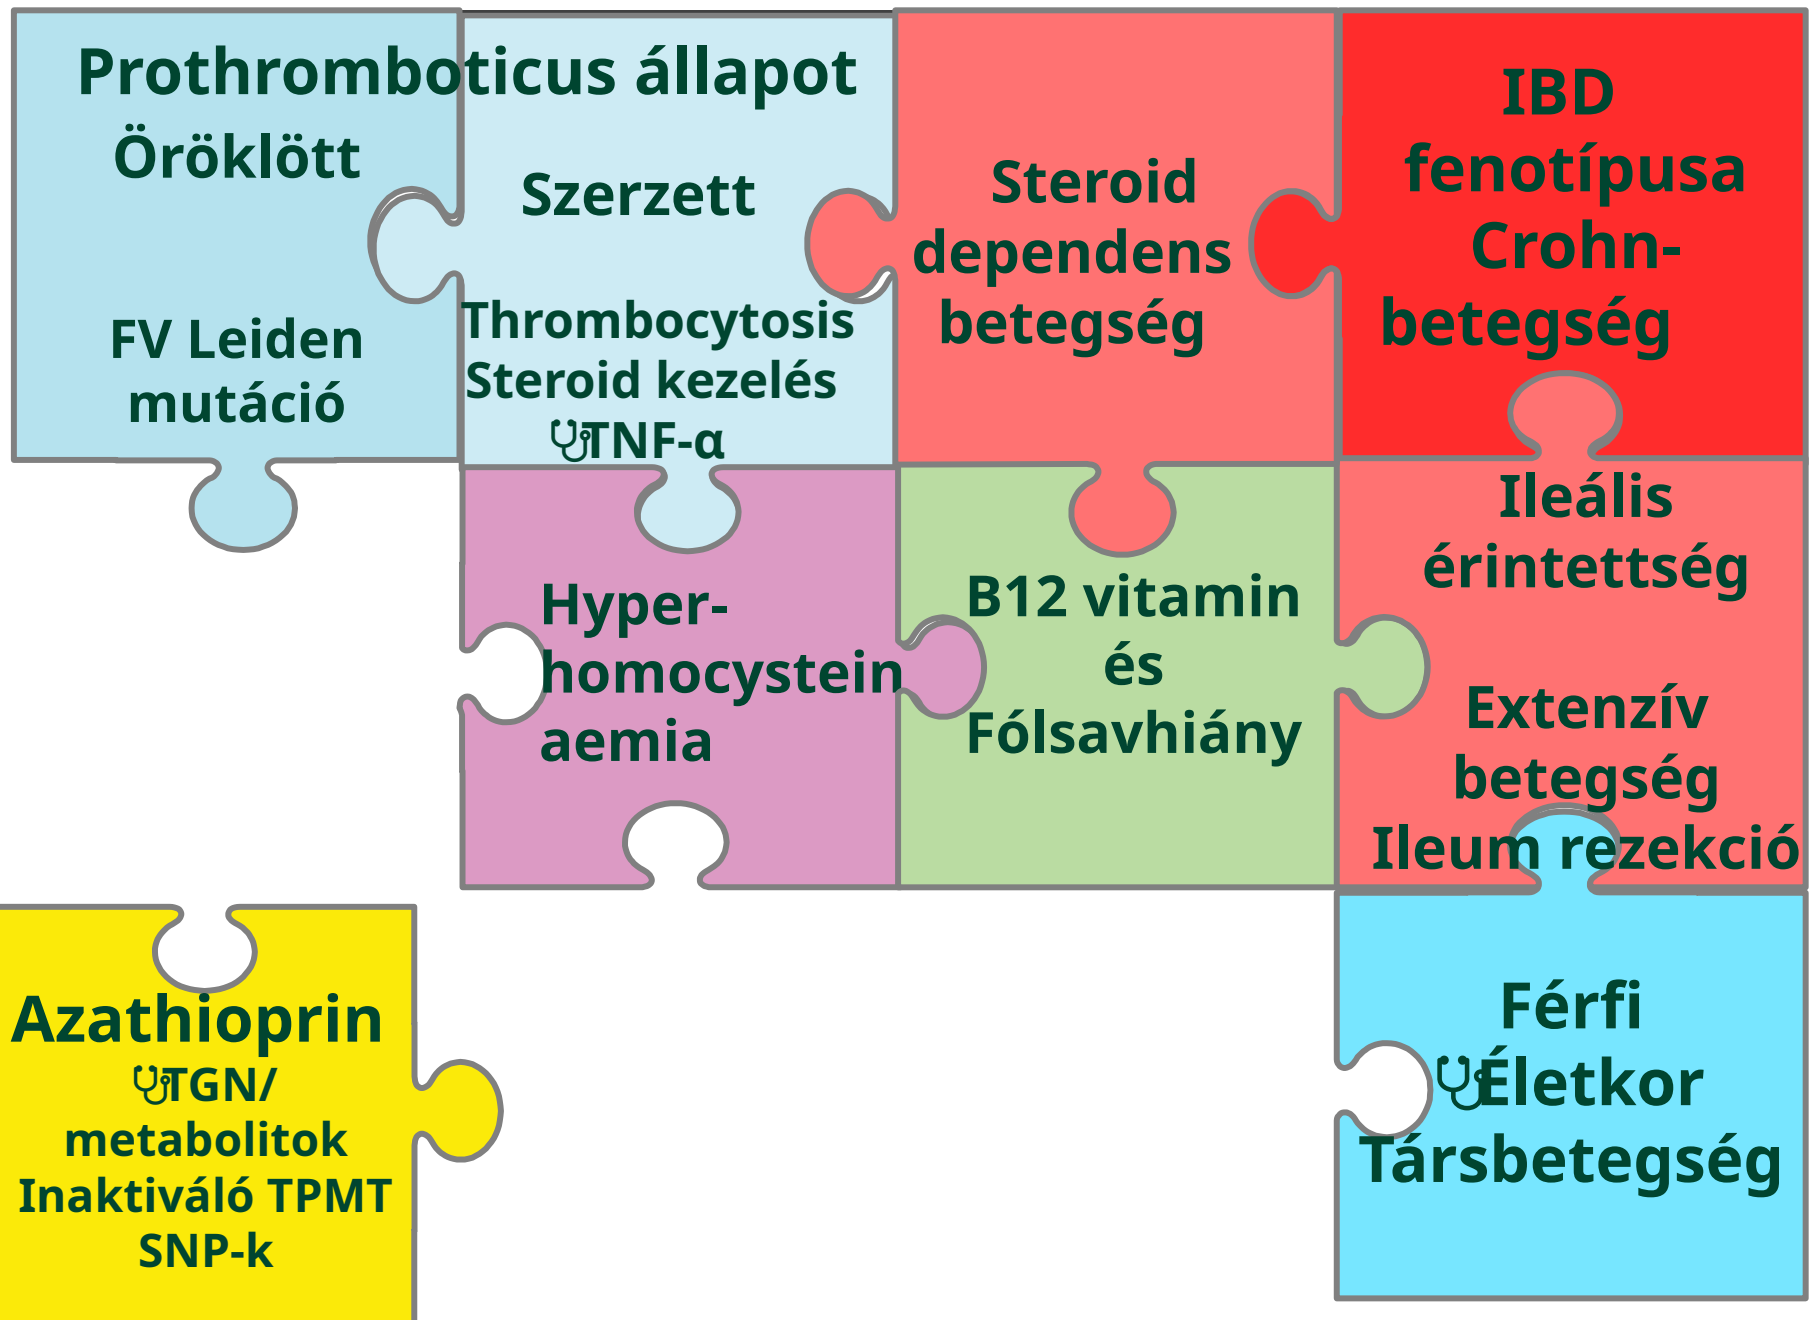 Prothromboticus állapot
Öröklött
FV Leiden
mutáció
Szerzett
Thrombocytosis
Steroid kezelés
TNF-α
Steroid
dependens
betegség
IBD
fenotípusa
Crohn-
betegség
Hyper-
homocystein
aemia
B12 vitamin
és
Fólsavhiány
Ileális
érintettség
Extenzív
betegség
Ileum rezekció
Azathioprin
TGN/
metabolitok
Inaktiváló TPMT
SNP-k
Férfi
Életkor
Társbetegség